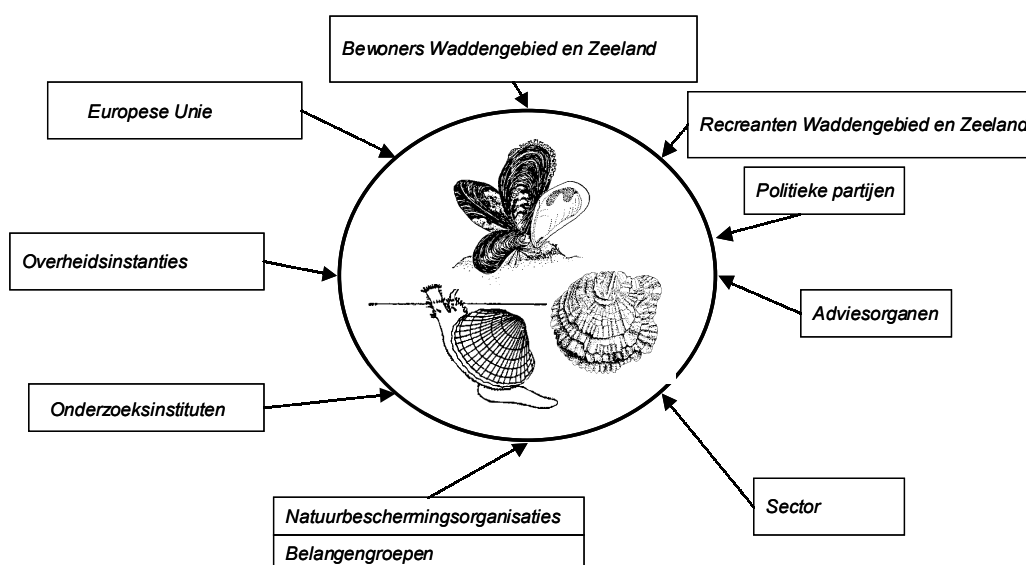 Bewoners Waddengebied en Zeeland
Europese Unie
Recreanten Waddengebied en Zeeland
Politieke partijen
Overheidsinstanties
Adviesorganen
Onderzoeksinstituten
Sector
Natuurbeschermingsorganisaties
Belangengroepen